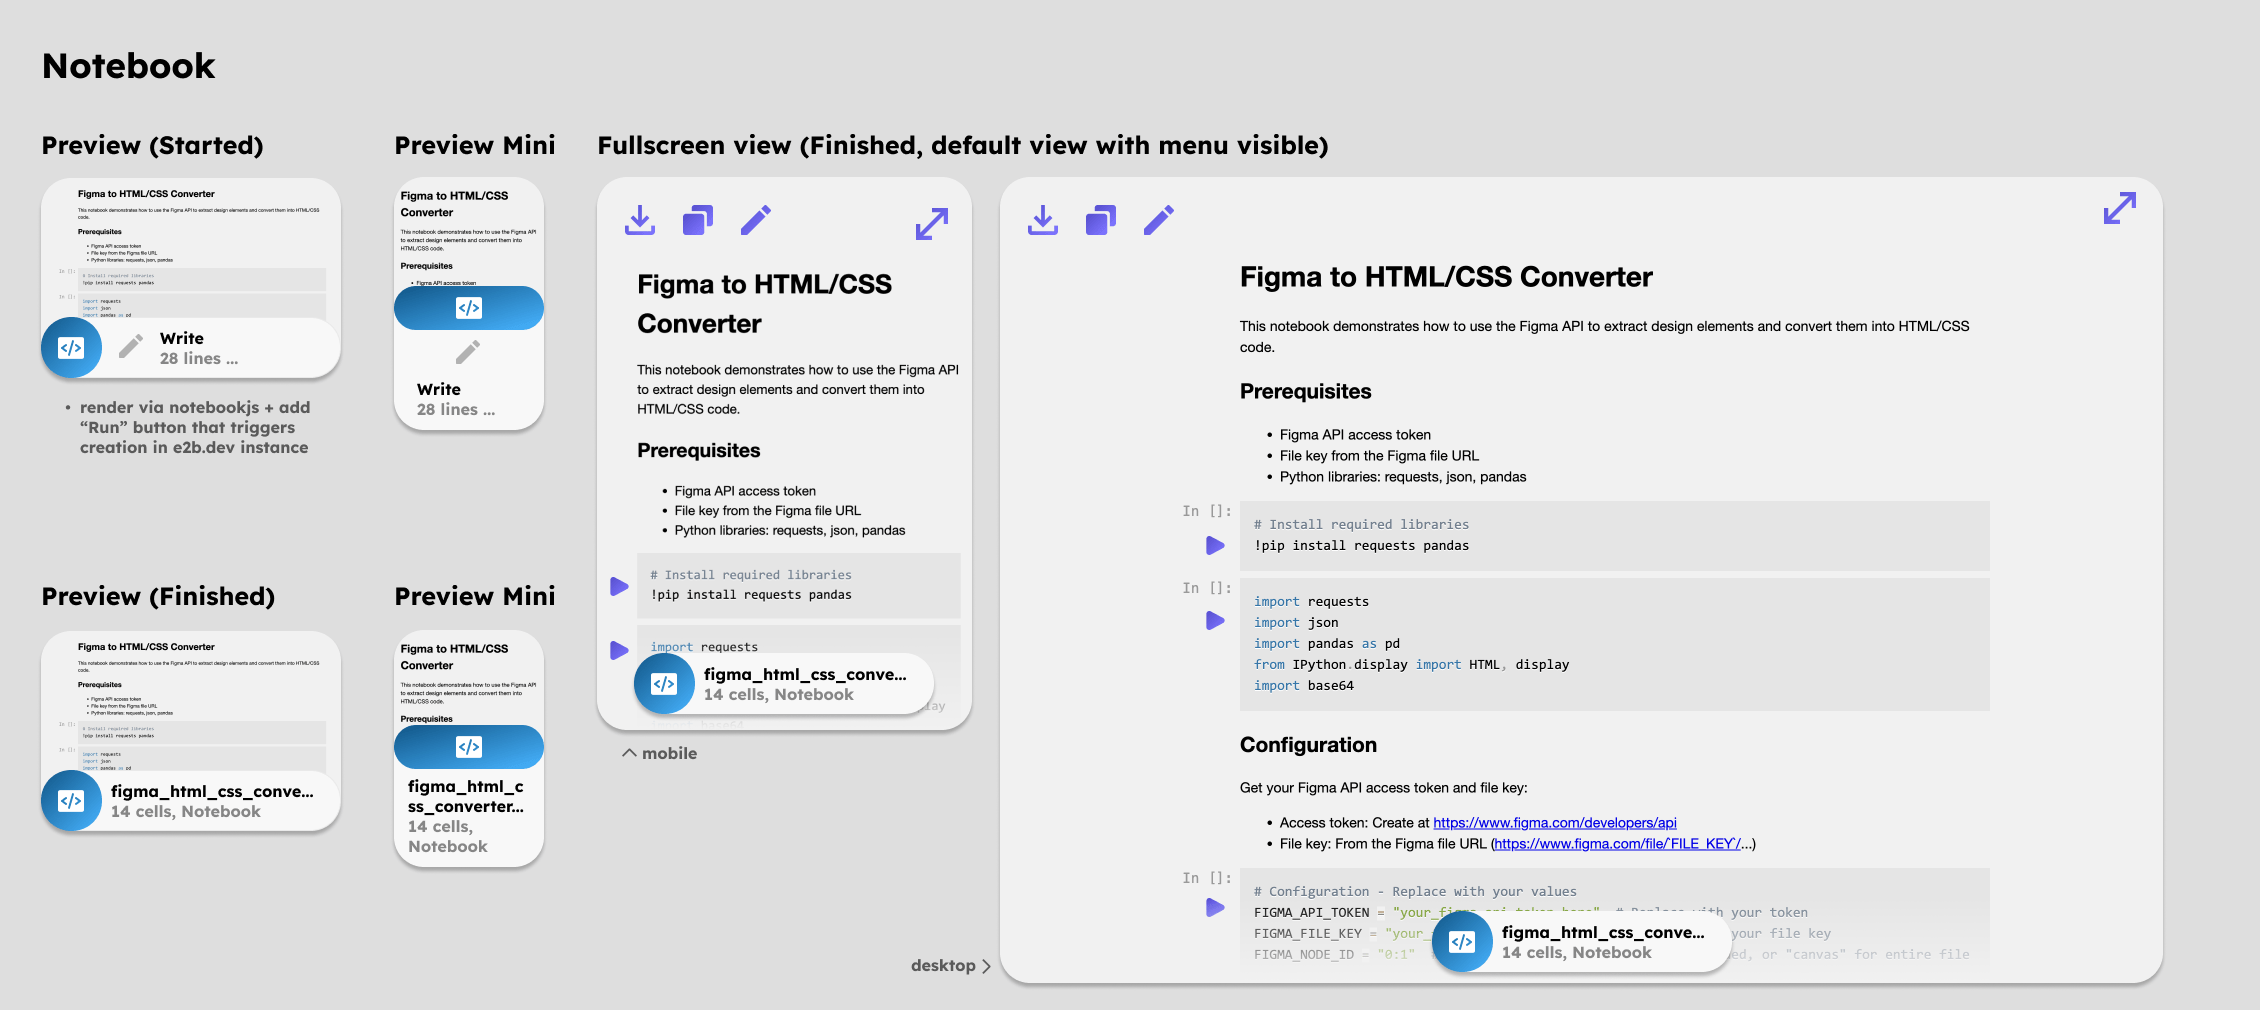 Notebook
Preview (Started)
Figma to HTML/CSS Converter
This notebook demonstrates how to use the Figma API to extract design elements and convert them into HTML/CSS
code.
Prerequisites
• Figma API access token
• File key from the Figma file URL
• Python libraries: requests, json, pandas
In []:
# Install required libraries
!pip install requests pandas
In []:
import requests
import json
import pandas as pd
Write
28 lines ...
• render via notebookjs + add
“Run” button that triggers
creation in e2b.dev instance
Preview Mini
Figma to HTML/CSS
Converter
This notebook demonstrates how to use the Figma API
to extract design elements and convert them into
HTML/CSS code.
Prerequisites
• Figma API access token
Write
28 lines ...
Preview (Finished)
Figma to HTML/CSS Converter
This notebook demonstrates how to use the Figma API to extract design elements and convert them into HTML/CSS
code.
Prerequisites
• Figma API access token
• File key from the Figma file URL
• Python libraries: requests, json, pandas
In []:
# Install required libraries
!pip install requests pandas
In []:
import requests
import json
import pandas as pd
figma_html_css_conve...
14 cells, Notebook
Preview Mini
Figma to HTML/CSS
Converter
This notebook demonstrates how to use the Figma API
to extract design elements and convert them into
HTML/CSS code.
Prerequisites
figma_html_c
ss_converter...
14 cells,
Notebook
Fullscreen view (Finished, default view with menu visible)
Figma to HTML/CSS
Converter
This notebook demonstrates how to use the Figma API
to extract design elements and convert them into
HTML/CSS code.
Prerequisites
• Figma API access token
• File key from the Figma file URL
• Python libraries: requests, json, pandas
# Install required libraries
!pip install requests pandas
import requests
figma_html_css_conve...
14 cells, Notebook
lay
import base64
mobile
desktop
Figma to HTML/CSS Converter
This notebook demonstrates how to use the Figma API to extract design elements and convert them into HTML/CSS
code.
Prerequisites
• Figma API access token
• File key from the Figma file URL
• Python libraries: requests, json, pandas
In []:
# Install required libraries
!pip install requests pandas
In []:
import requests
import json
import pandas as pd
from IPython.display import HTML, display
import base64
Configuration
Get your Figma API access token and file key:
• Access token: Create at https://www.figma.com/developers/api
• File key: From the Figma file URL (https://www.figma.com/file/`FILE_KEY`/...)
In []:
# Configuration - Replace with your values
FIGMA_API_TOKEN = "your_figma_api_token_here" # Replace with your token
FIGMA_FILE_KEY = "your_ your file key
FIGMA_NODE_ID = "0:1" ed, or "canvas" for entire file
figma_html_css_conve...
14 cells, Notebook